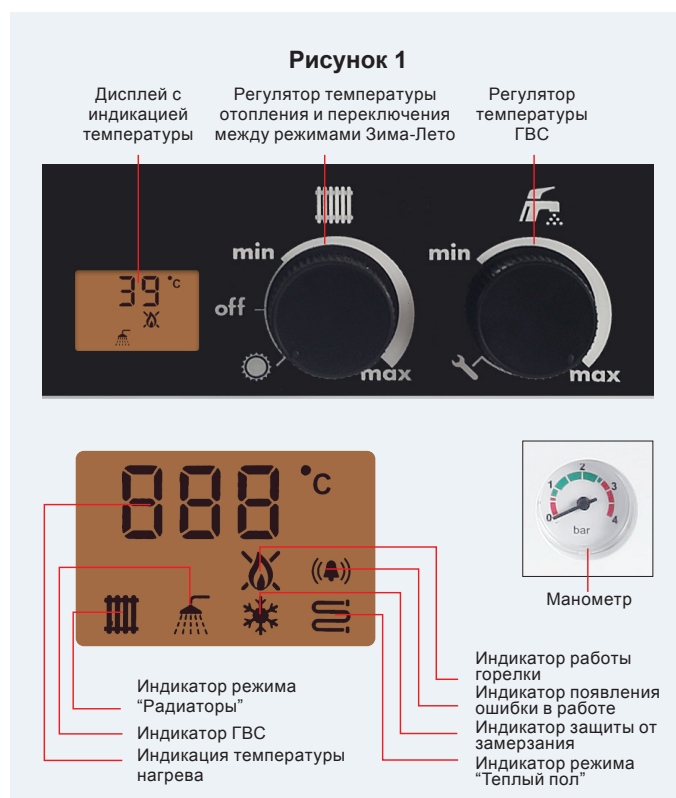 Рисунок 1
Дисплей с
индикацией
температуры
Регулятор температуры
отопления и переключения
между режимами Зима-Лето
Регулятор
температуры
ГВС
39 °C
min
off
max
min
max
888 °C
0 1 2 3 4
bar
Манометр
Индикатор режима
“Радиаторы”
Индикатор ГВС
Индикация температуры
нагрева
Индикатор работы
горелки
Индикатор появления
ошибки в работе
Индикатор защиты от
замерзания
Индикатор режима
“Теплый пол”